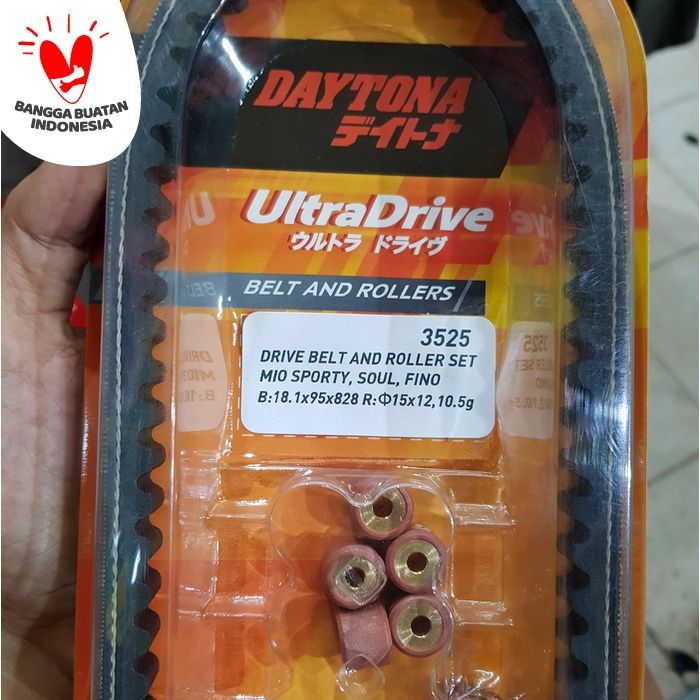 BANGGA BUATAN
INDONESIA
DAYTONA
デイトナ
UltraDrive
ウルトラ ドライヴ
BELT AND ROLLERS
3525
DRIVE BELT AND ROLLER SET
MIO SPORTY, SOUL, FINO
B:18.1x95x828 R:Φ15x12,10.5g